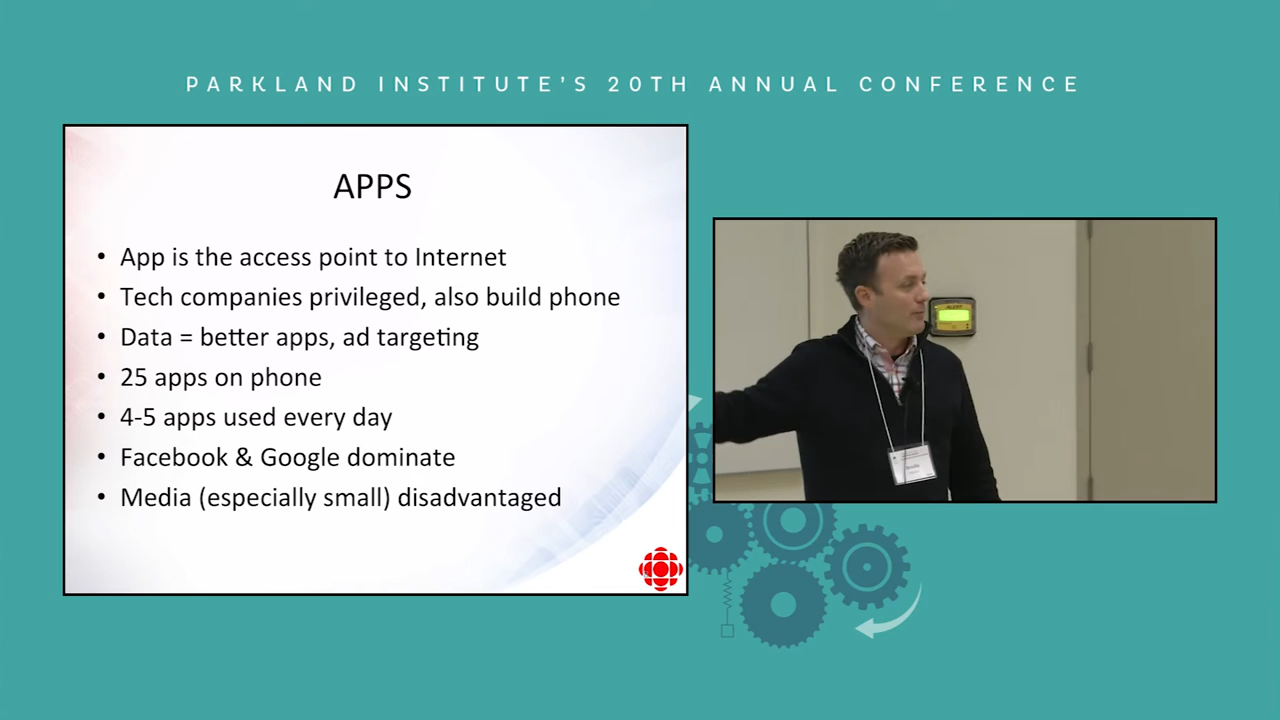 PARKLAND INSTITUTE'S 20TH ANNUAL CONFERENCE
APPS
• App is the access point to Internet
• Tech companies privileged, also build phone
• Data = better apps, ad targeting
• 25 apps on phone
• 4-5 apps used every day
• Facebook & Google dominate
• Media (especially small) disadvantaged
ALERT